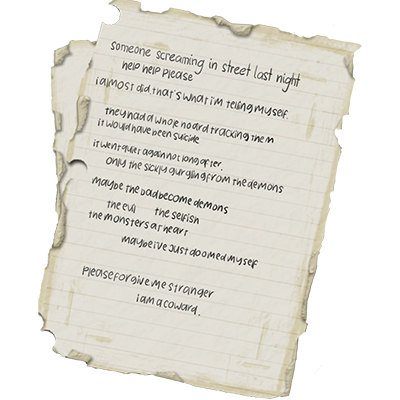 someone screaming in street last night
help help please
i almost did. that's what i'm telling myself.
they had a whole hoard tracking them
it would have been suicide
it went quiet again not long after.
only the sickly gurgling from the demons
maybe the bad become demons
the evil the selfish
the monsters at heart
maybe i've just doomed myself
Please forgive me stranger
i am a coward.